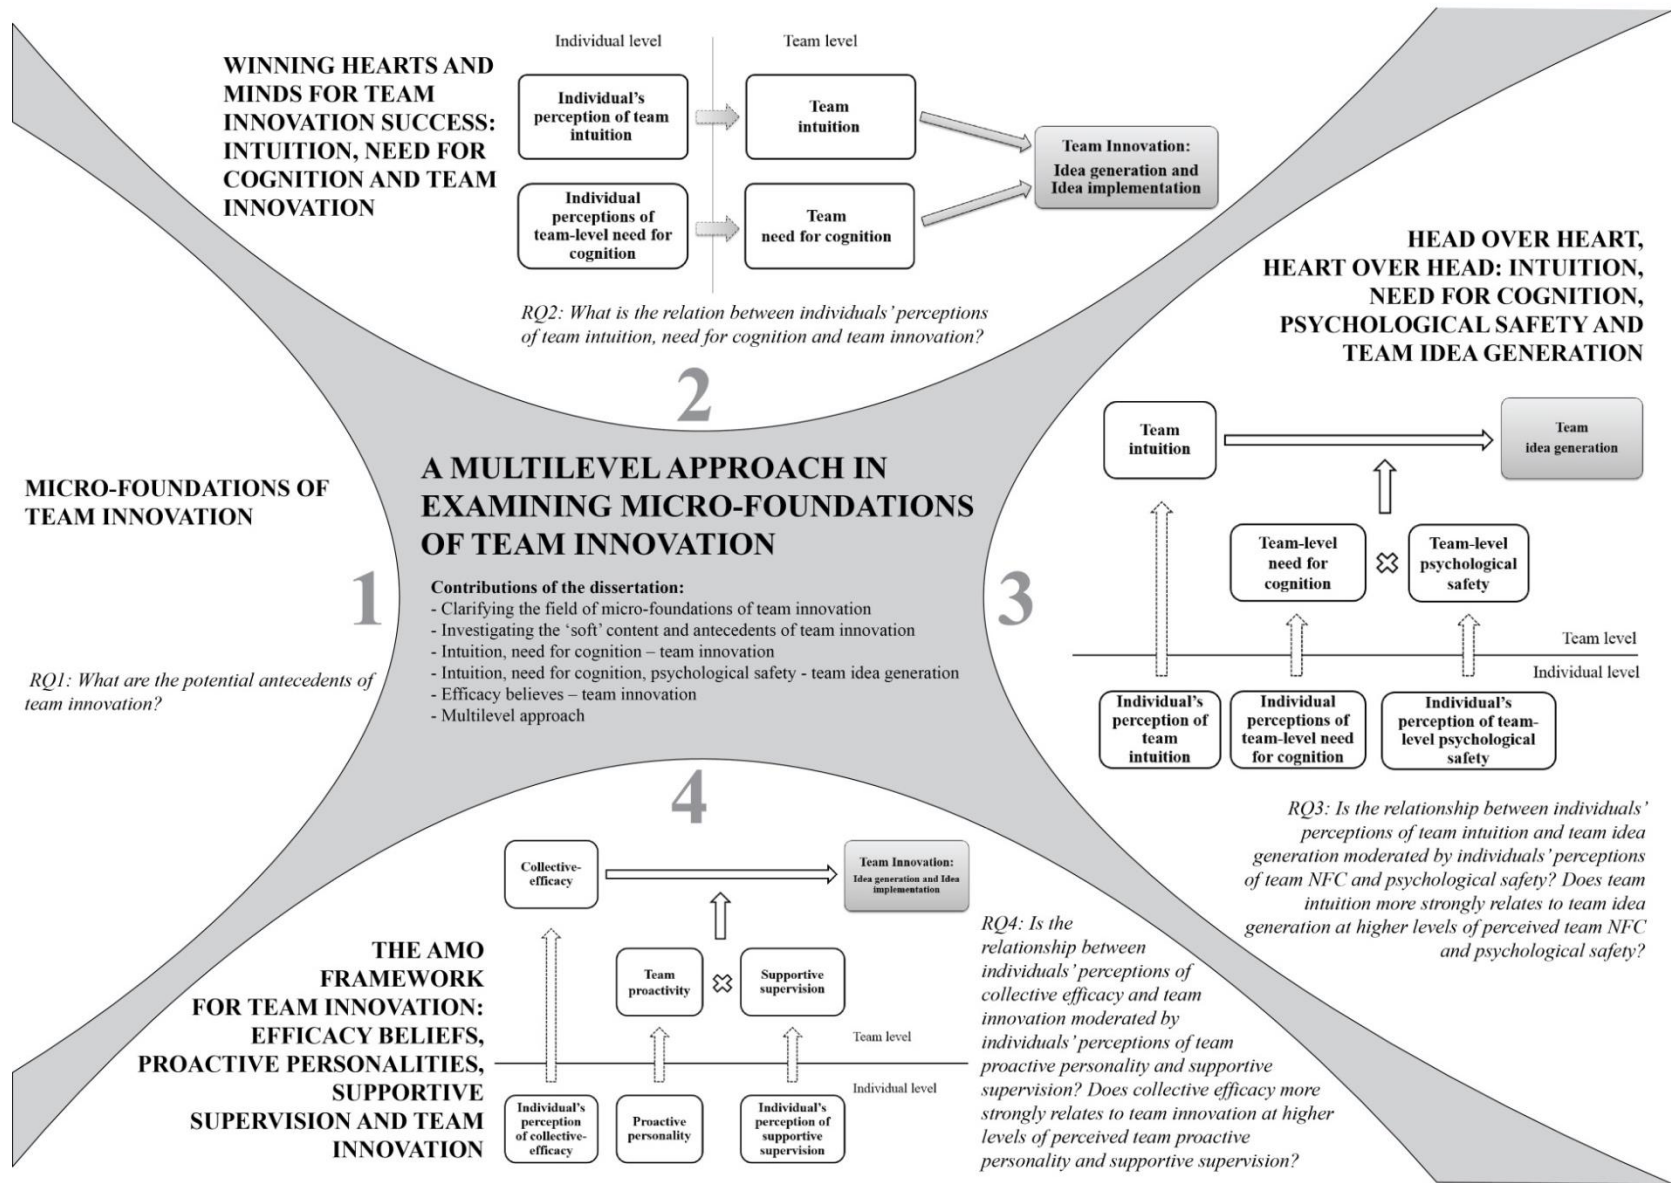 Individual level
Team level
WINNING HEARTS AND
MINDS FOR TEAM
INNOVATION SUCCESS:
INTUITION, NEED FOR
COGNITION AND TEAM
INNOVATION
Individual's
perception of team
intuition
Team
intuition
Individual
perceptions of
team-level need for
cognition
Team
need for cognition
Team Innovation:
Idea generation and
Idea implementation
RQ2: What is the relation between individuals' perceptions
of team intuition, need for cognition and team innovation?
2
HEAD OVER HEART,
HEART OVER HEAD: INTUITION,
NEED FOR COGNITION,
PSYCHOLOGICAL SAFETY AND
TEAM IDEA GENERATION
Team
intuition
Team
idea generation
Team-level
need for
cognition
Team-level
psychological
safety
3
Team level
Individual level
Individual's
perception of
team
intuition
Individual
perceptions of
team-level need
for cognition
Individual's
perception of team-
level psychological
safety
RQ3: Is the relationship between individuals'
perceptions of team intuition and team idea
generation moderated by individuals' perceptions
of team NFC and psychological safety? Does team
intuition more strongly relates to team idea
generation at higher levels of perceived team NFC
and psychological safety?
MICRO-FOUNDATIONS OF
TEAM INNOVATION
1
RQ1: What are the potential antecedents of
team innovation?
A MULTILEVEL APPROACH IN
EXAMINING MICRO-FOUNDATIONS
OF TEAM INNOVATION
Contributions of the dissertation:
- Clarifying the field of micro-foundations of team innovation
- Investigating the 'soft' content and antecedents of team innovation
- Intuition, need for cognition – team innovation
- Intuition, need for cognition, psychological safety - team idea generation
- Efficacy believes – team innovation
- Multilevel approach
4
Collective-
efficacy
Team Innovation:
Idea generation and Idea
implementation
Team
proactivity
Supportive
supervision
Team level
Individual level
Individual's
perception
of collective-
efficacy
Proactive
personality
Individual's
perception of
supportive
supervision
THE AMO
FRAMEWORK
FOR TEAM INNOVATION:
EFFICACY BELIEFS,
PROACTIVE PERSONALITIES,
SUPPORTIVE
SUPERVISION AND TEAM
INNOVATION
RQ4: Is the
relationship between
individuals' perceptions of
collective efficacy and team
innovation moderated by
individuals' perceptions of team
proactive personality and supportive
supervision? Does collective efficacy more
strongly relates to team innovation at higher
levels of perceived team proactive
personality and supportive supervision?